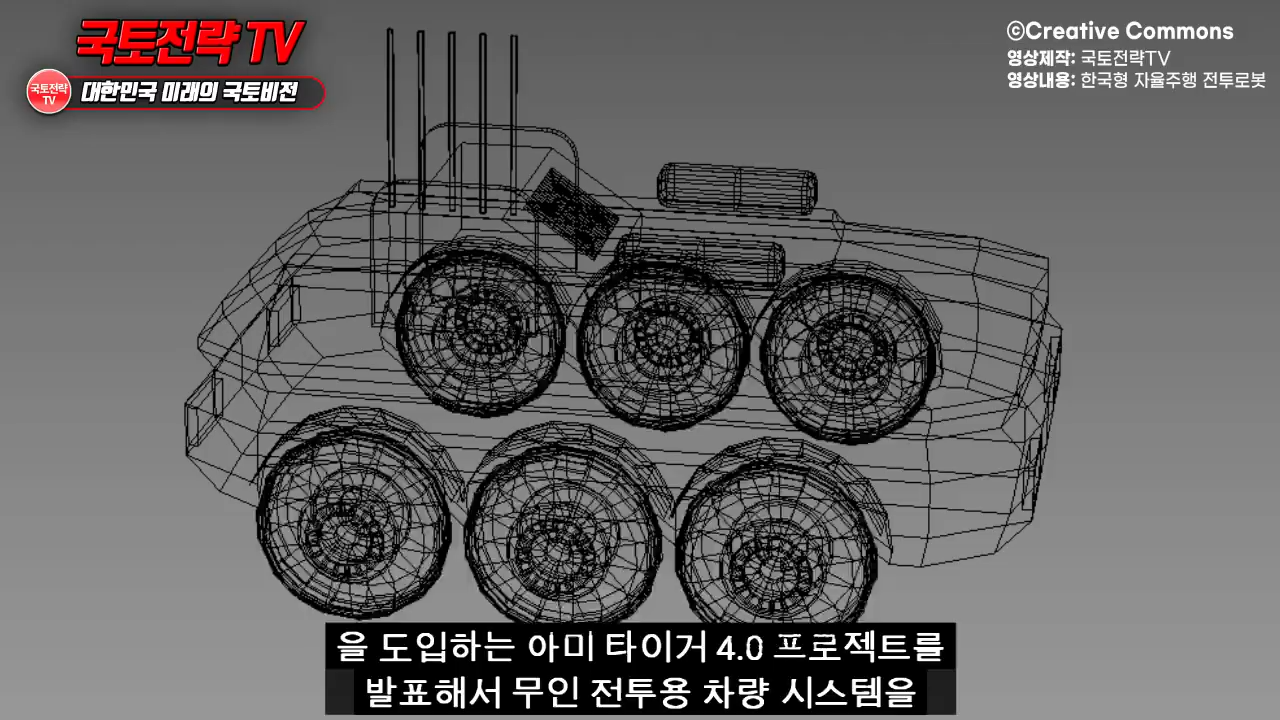 국토전략 TV
국토전략
TV
대한민국 미래의 국토비전
©Creative Commons
영상제작: 국토전략TV
영상내용: 한국형 자율주행 전투로봇
을 도입하는 아미 타이거 4.0 프로젝트를
발표해서 무인 전투용 차량 시스템을